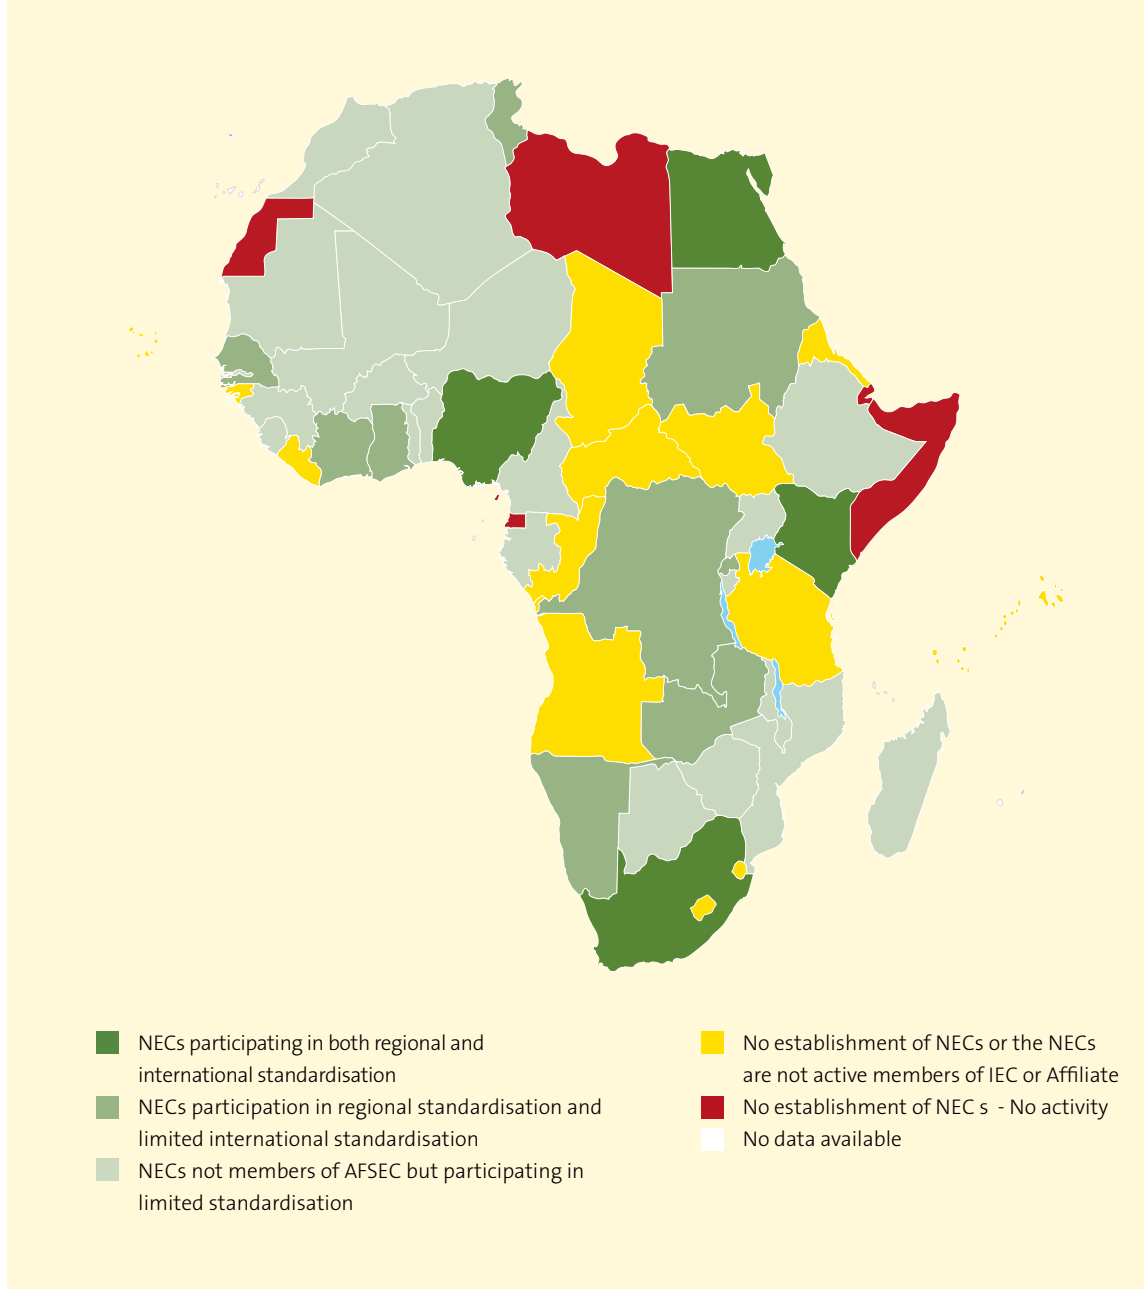 NECs participating in both regional and
international standardisation
NECs participation in regional standardisation and
limited international standardisation
NECs not members of AFSEC but participating in
limited standardisation
No establishment of NECs or the NECs
are not active members of IEC or Affiliate
No establishment of NEC s - No activity
No data available